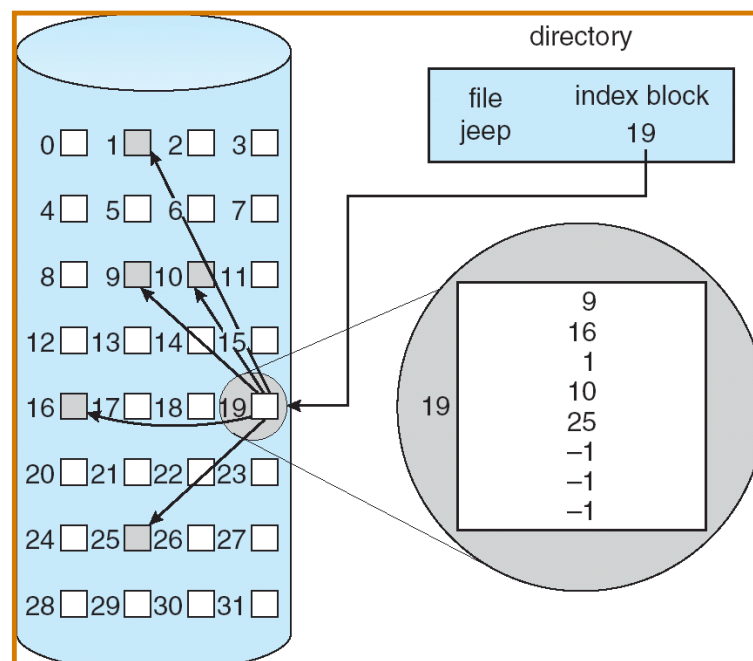 directory
file index block
jeep 19
0 1 2 3
4 5 6 7
8 9 10 11
12 13 14 15
16 17 18 19
20 21 22 23
24 25 26 27
28 29 30 31
19
9
16
1
10
25
–1
–1
–1